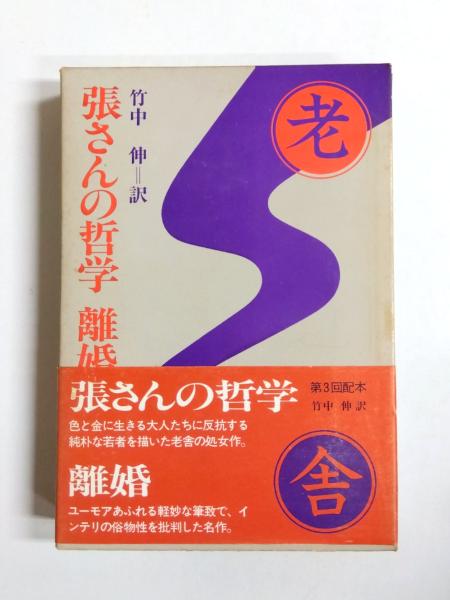 老
竹中 伸=訳
張さんの哲学 離婚
張さんの哲学
第3回配本
竹中 伸 訳
色と金に生きる大人たちに反抗する
純朴な若者を描いた老舎の処女作。
離婚
ユーモアあふれる軽妙な筆致で、イ
ンテリの俗物性を批判した名作。
舎